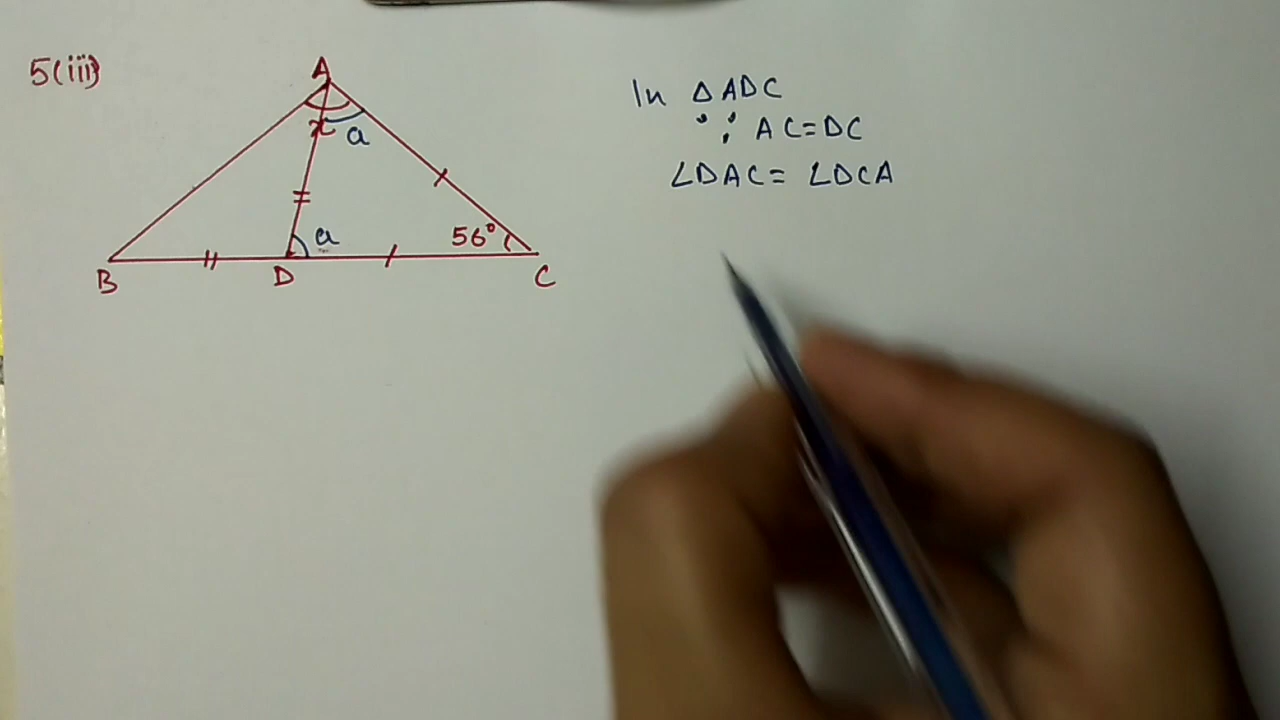 5(iii)
A
x
a
a
56°
B
D
C
In △ADC
∵ AC=DC
∠DAC= ∠DCA